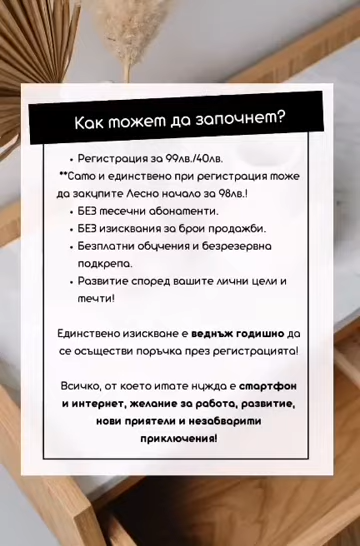 Как можем да започнем?
• Регистрация за 99лв./40лв.
**Само и единствено при регистрация може
да закупите Лесно начало за 98лв.!
• БЕЗ месечни абонаменти.
• БЕЗ изисквания за брой продажби.
• Безплатни обучения и безрезервна
подкрепа.
• Развитие според вашите лични цели и
мечти!
Единствено изискване е веднъж годишно да
се осъществи поръчка през регистрацията!
Всичко, от което имате нужда е смартфон
и интернет, желание за работа, развитие,
нови приятели и незабварими
приключения!